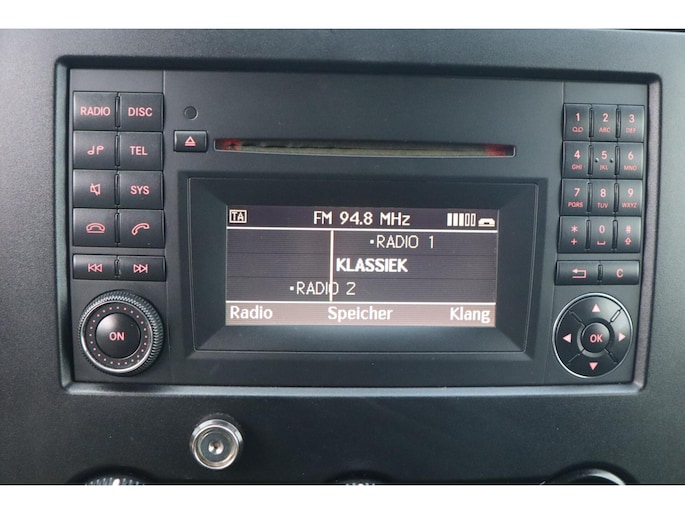 RADIO DISC
TEL
SYS
ON
TA FM 94.8 MHz
RADIO 1
KLASSIEK
RADIO 2
Radio Speicher Klang
1 2 ABC 3 DEF
4 GHI 5 JKL 6 MNO
7 PQRS 8 TUV 9 WXYZ
* + 0 #
C
OK